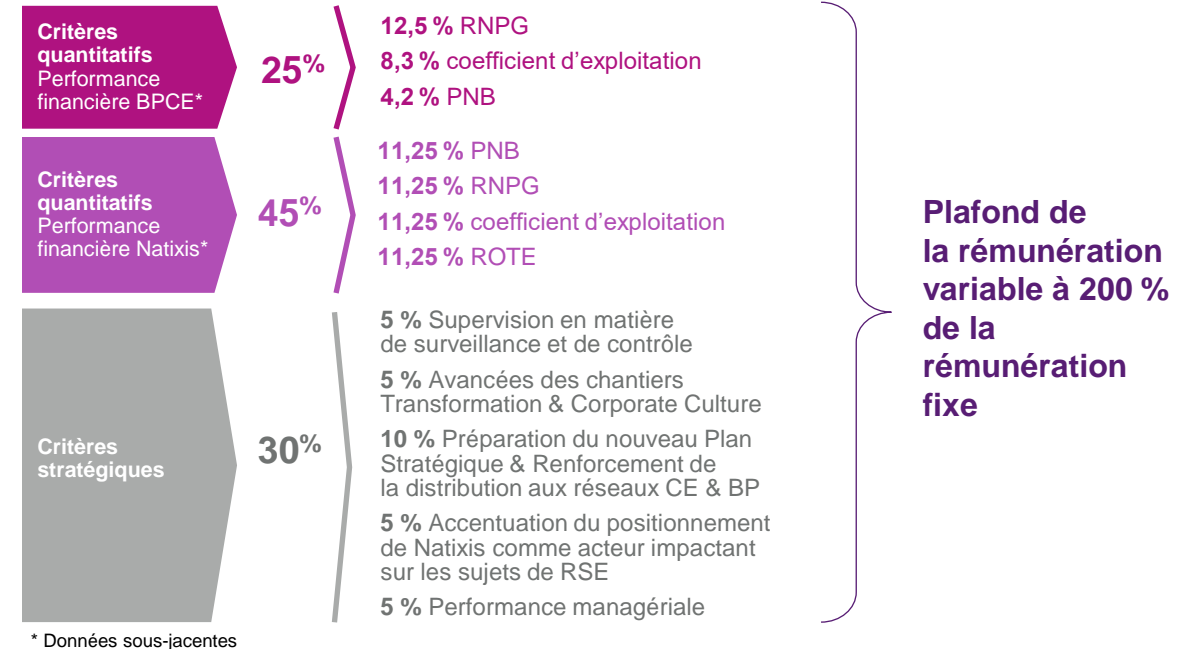 Critères
quantitatifs
Performance
financière BPCE*
25%
12,5 % RNPG
8,3 % coefficient d'exploitation
4,2 % PNB
Critères
quantitatifs
Performance
financière Natixis*
45%
11,25 % PNB
11,25 % RNPG
11,25 % coefficient d'exploitation
11,25 % ROTE
Critères
stratégiques
30%
5 % Supervision en matière
de surveillance et de contrôle
5 % Avancées des chantiers
Transformation & Corporate Culture
10 % Préparation du nouveau Plan
Stratégique & Renforcement de
la distribution aux réseaux CE & BP
5 % Accentuation du positionnement
de Natixis comme acteur impactant
sur les sujets de RSE
5 % Performance managériale
Plafond de
la rémunération
variable à 200 %
de la
rémunération
fixe
* Données sous-jacentes